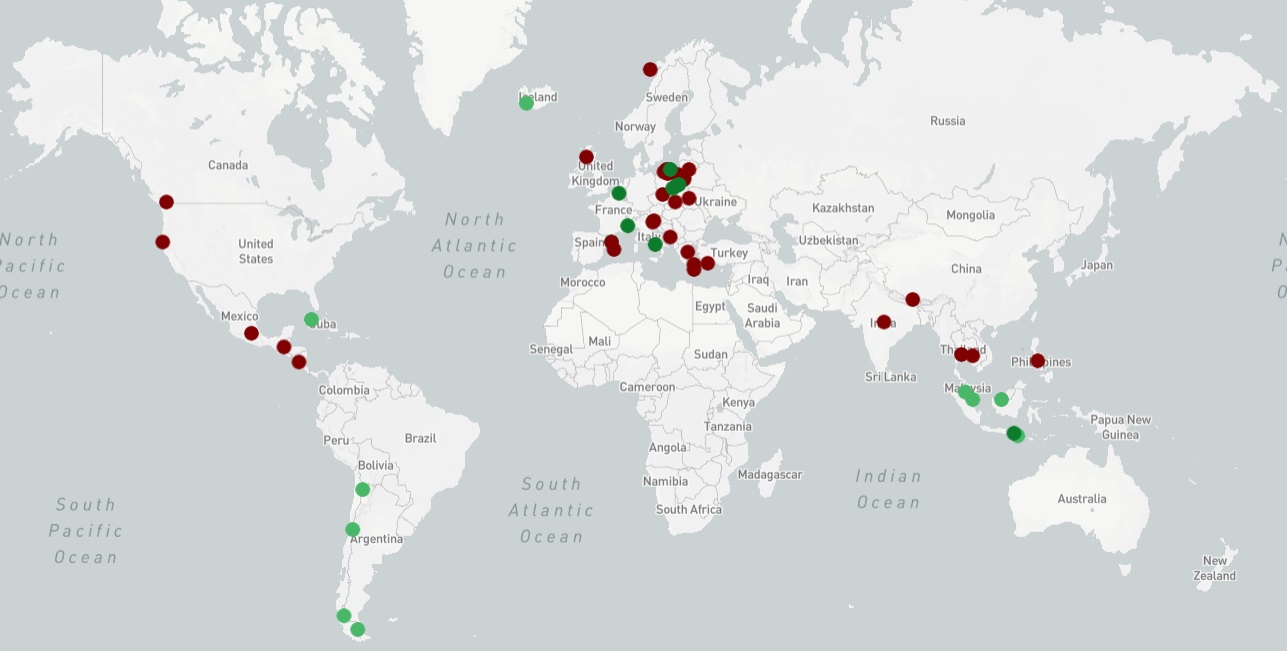 Iceland
Sweden
Norway
Russia
Canada
United
Kingdom
Ukraine
France
Kazakhstan
Mongolia
North
Atlantic
Ocean
North
Pacific
Ocean
United
States
Spain
Italy
Turkey
Uzbekistan
China
Japan
Morocco
Iraq
Iran
Egypt
Saudi
Arabia
India
Mexico
Cuba
Mali
Senegal
Sudan
Thailand
Philippines
Sri Lanka
Cameroon
Colombia
Kenya
Malaysia
Tanzania
Papua New
Guinea
Peru
Brazil
Angola
Bolivia
Namibia
Madagascar
South
Atlantic
Ocean
Indian
Ocean
South
Pacific
Ocean
South Africa
Australia
Argentina
New
Zealand
N
P
O